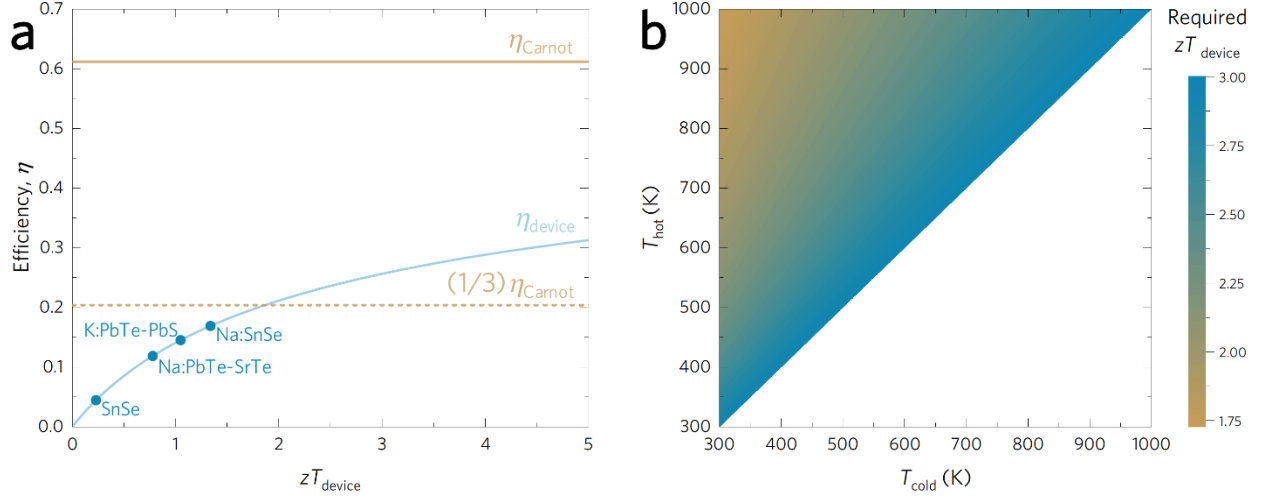 a
0.7
0.6
0.5
0.4
0.3
0.2
0.1
0.0
Efficiency, η
ηCarnot
ηdevice
(1/3) ηCarnot
K:PbTe-PbS
Na:SnSe
Na:PbTe-SrTe
SnSe
0 1 2 3 4 5
zTdevice
b
1000
900
800
700
600
500
400
300
Thot (K)
300 400 500 600 700 800 900 1000
Tcold (K)
Required
zT device
3.00
2.75
2.50
2.25
2.00
1.75